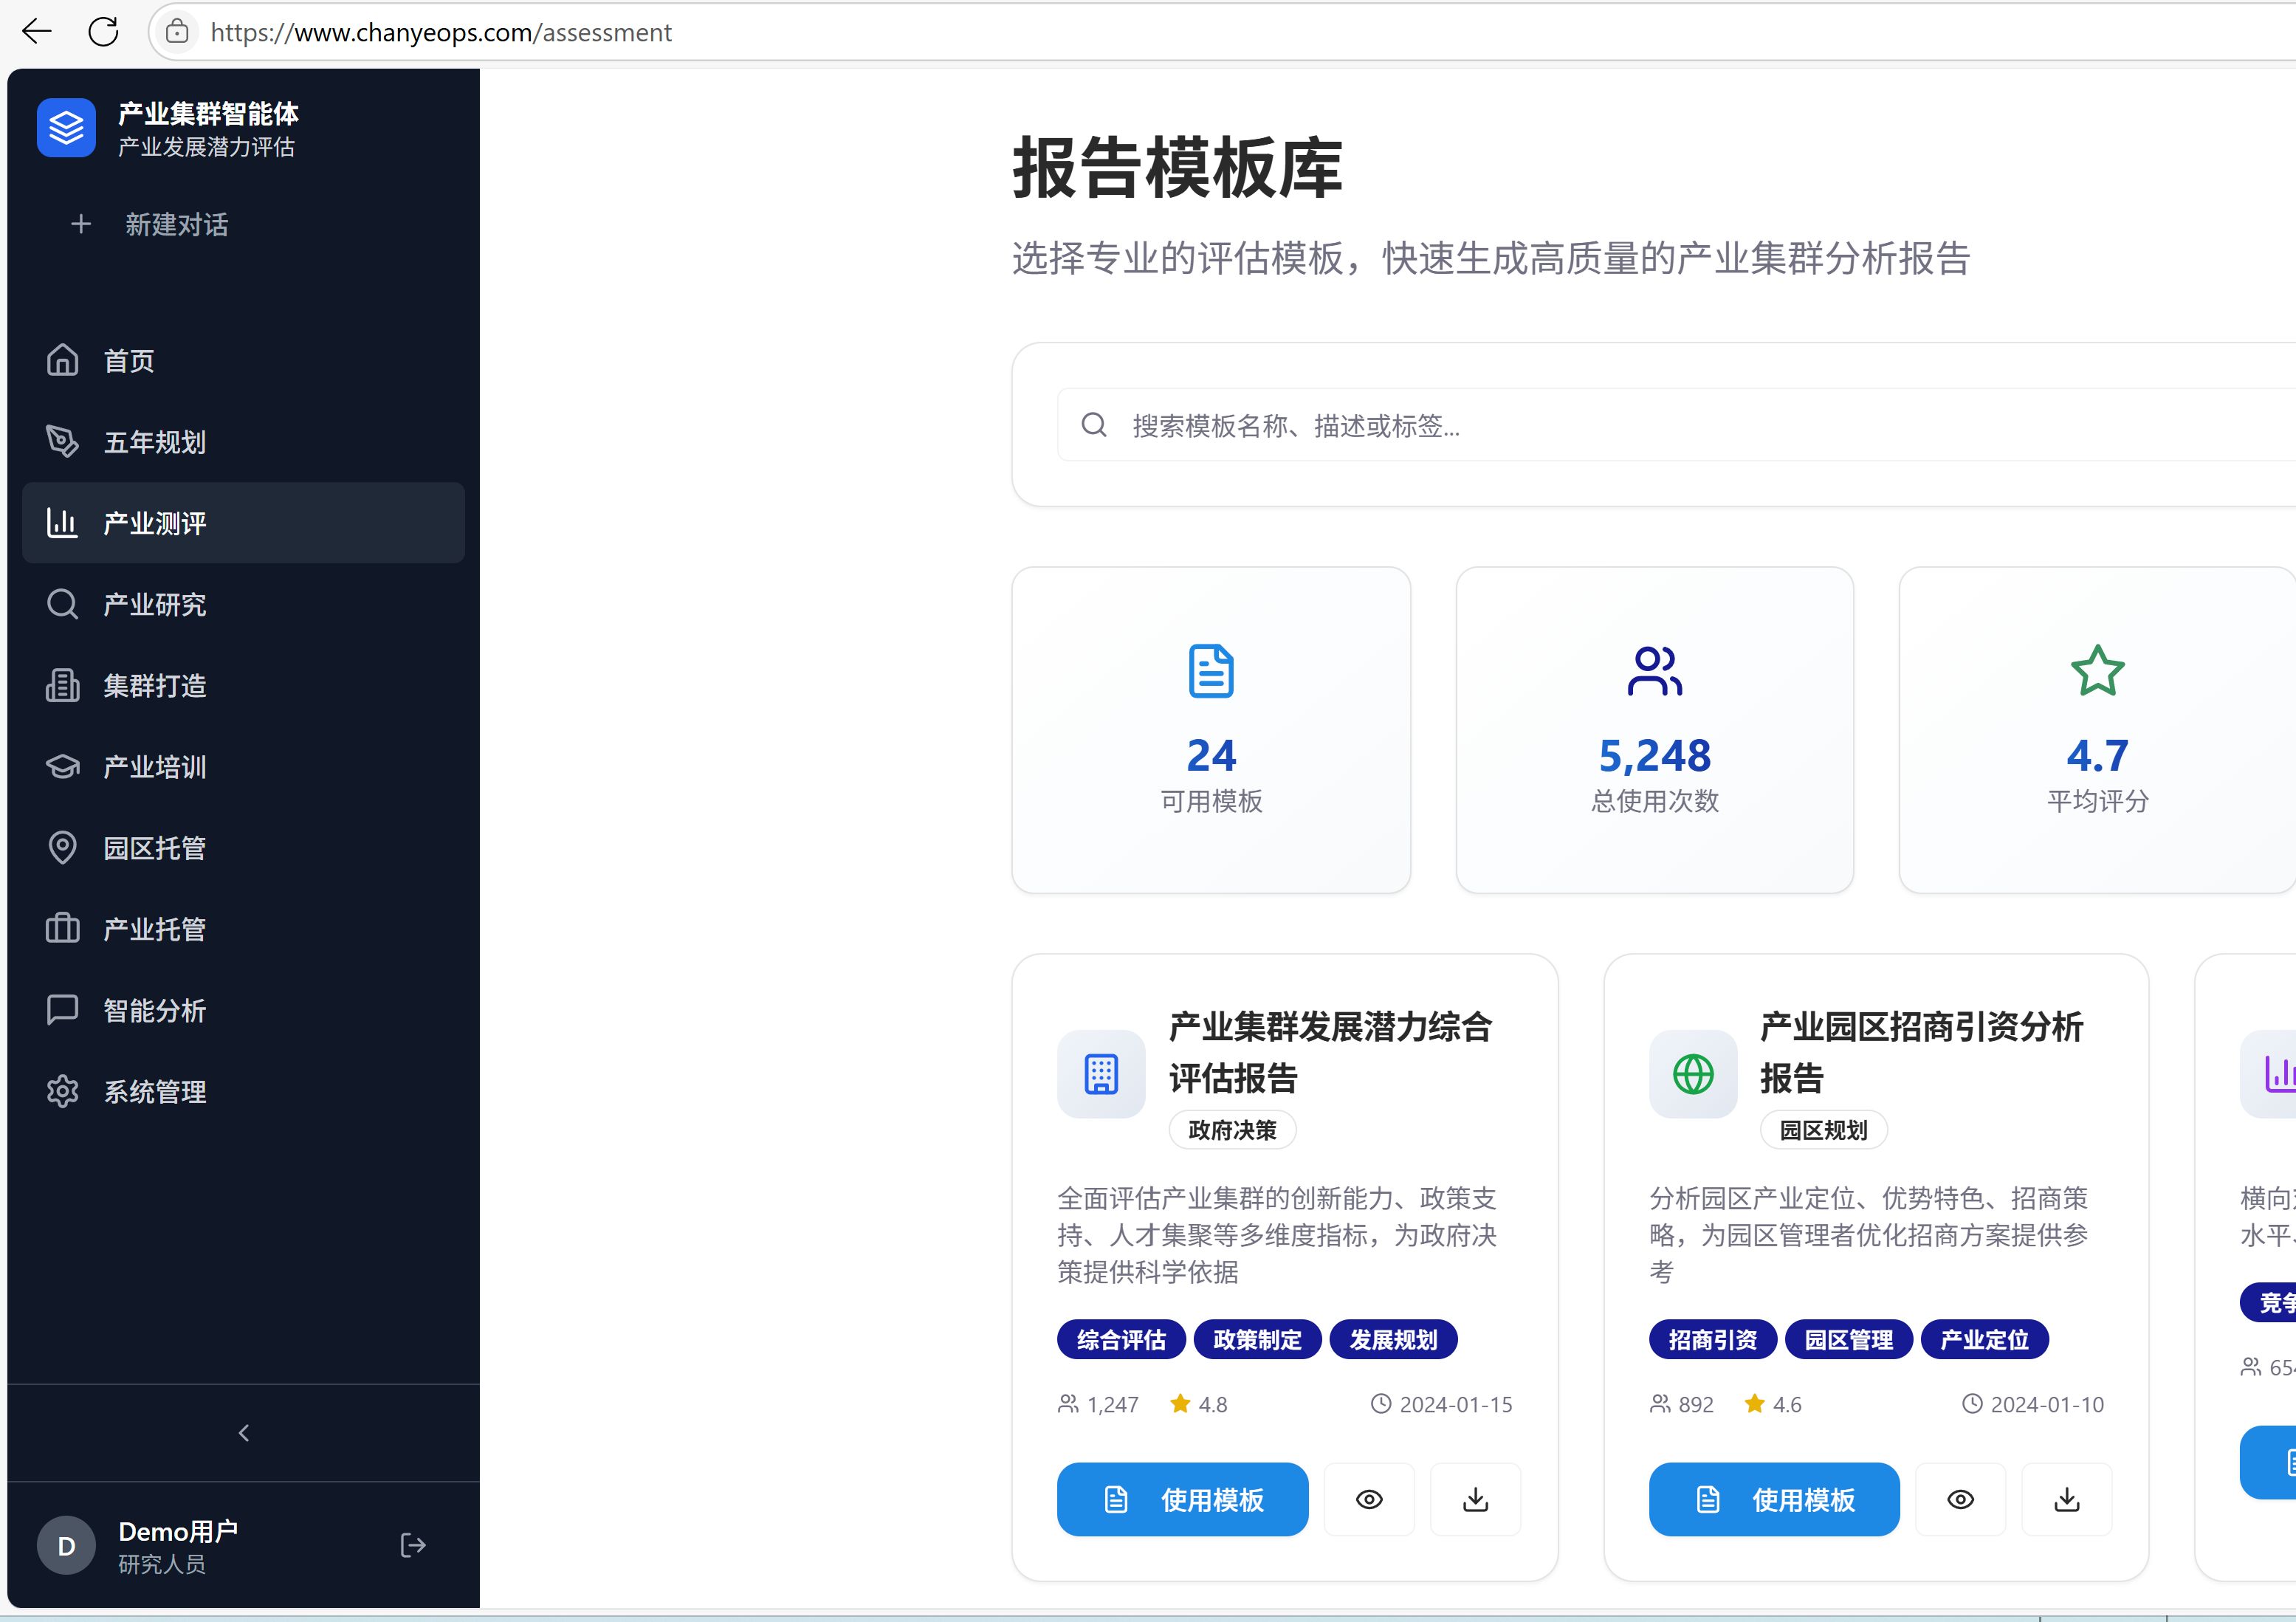 https://www.chanyeops.com/assessment
产业集群智能体
产业发展潜力评估
新建对话
首页
五年规划
产业测评
产业研究
集群打造
产业培训
园区托管
产业托管
智能分析
系统管理
D
Demo用户
研究人员
报告模板库
选择专业的评估模板，快速生成高质量的产业集群分析报告
搜索模板名称、描述或标签...
24
可用模板
5,248
总使用次数
4.7
平均评分
产业集群发展潜力综合
评估报告
政府决策
全面评估产业集群的创新能力、政策支
持、人才集聚等多维度指标，为政府决
策提供科学依据
综合评估 政策制定 发展规划
1,247 4.8 2024-01-15
使用模板
产业园区招商引资分析
报告
园区规划
分析园区产业定位、优势特色、招商策
略，为园区管理者优化招商方案提供参
考
招商引资 园区管理 产业定位
892 4.6 2024-01-10
使用模板
横向
水平、